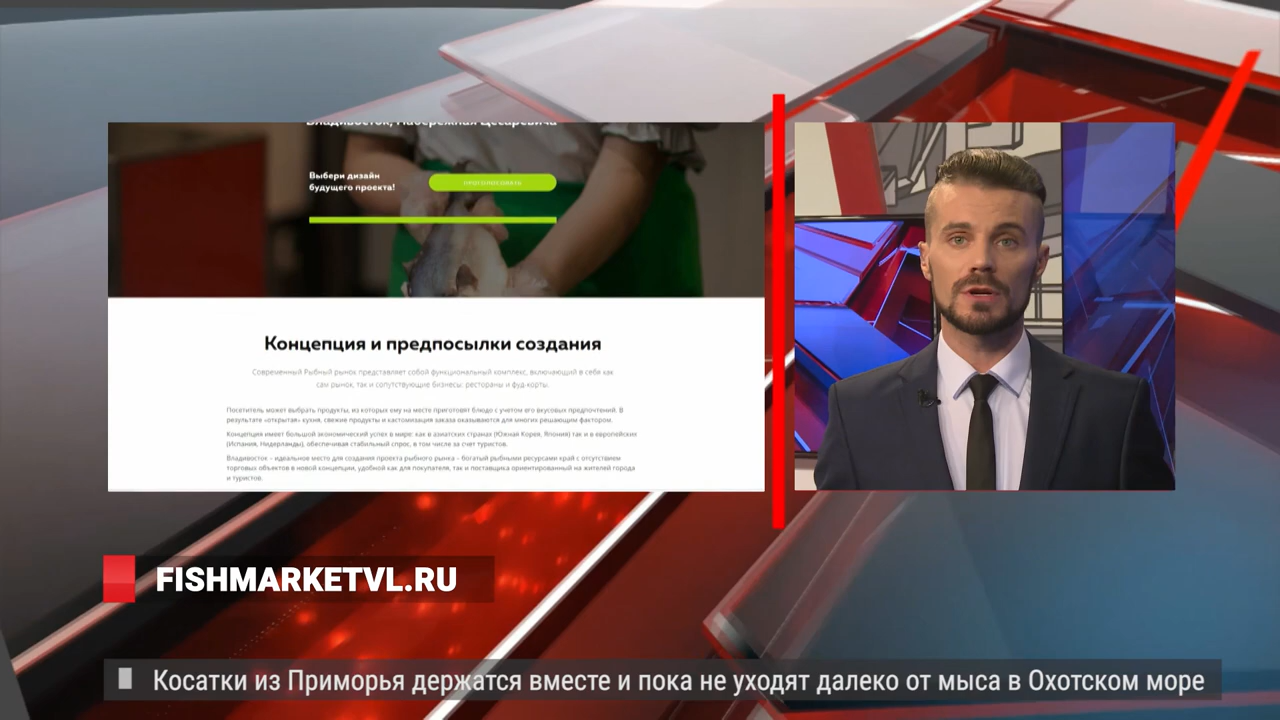 Владивосток, Набережная Цесаревича
Выбери дизайн
будущего проекта!
ПРОГОЛОСОВАТЬ
Концепция и предпосылки создания
Современный Рыбный рынок представляет собой функциональный комплекс, включающий в себя как
сам рынок, так и сопутствующие бизнесы: рестораны и фуд-корты.
Посетитель может выбрать продукты, из которых ему на месте приготовят блюдо с учетом его вкусовых предпочтений. В
результате «открытая» кухня, свежие продукты и кастомизация заказа оказываются для многих решающим фактором.
Концепция имеет большой экономический успех в мире: как в азиатских странах (Южная Корея, Япония) так и в европейских
(Испания, Нидерланды), обеспечивая стабильный спрос, в том числе за счет туристов.
Владивосток – идеальное место для создания проекта рыбного рынка – богатый рыбными ресурсами край с отсутствием
торговых объектов в новой концепции, удобной как для покупателя, так и поставщика ориентированный на жителей города
и туристов.
FISHMARKETVL.RU
Косатки из Приморья держатся вместе и пока не уходят далеко от мыса в Охотском море